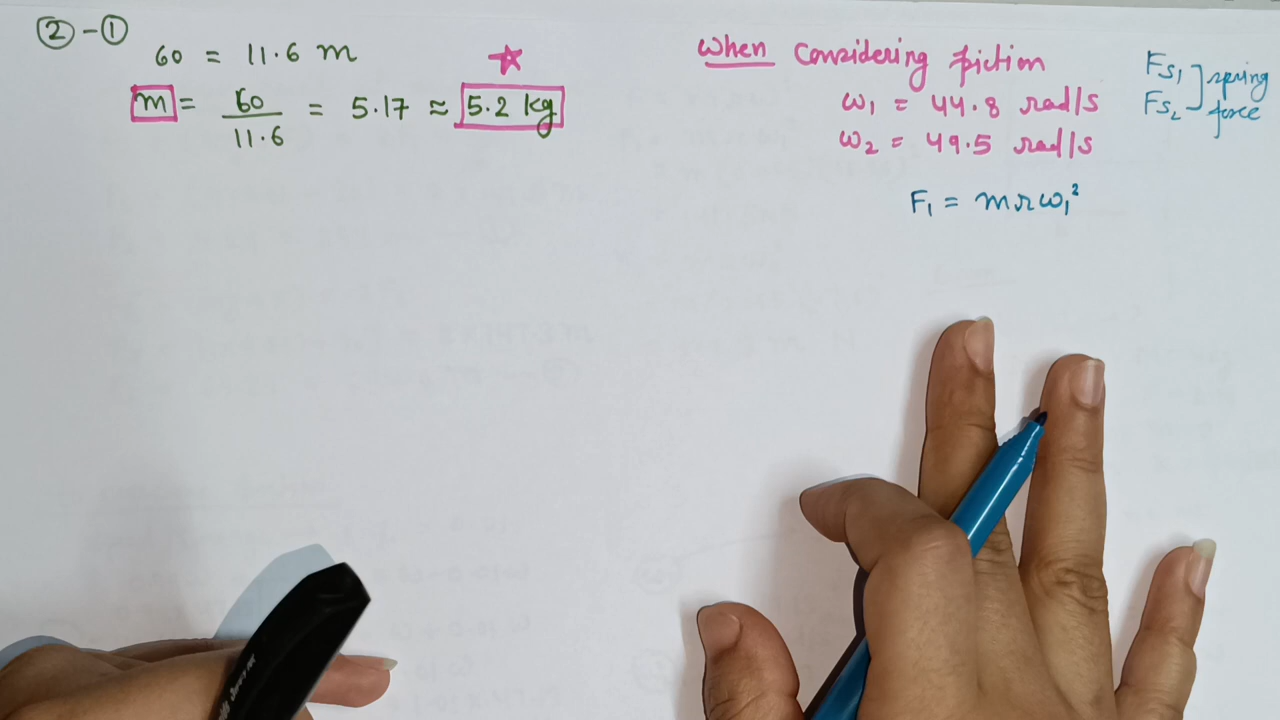 ② - ①
60 = 11.6 m
m = 60/11.6 = 5.17 ≈ 5.2 kg
When considering friction
ω₁ = 44.8 rad/s
ω₂ = 49.5 rad/s
F₁ = mrω₁²
Fs₁
Fs₂
spring
force